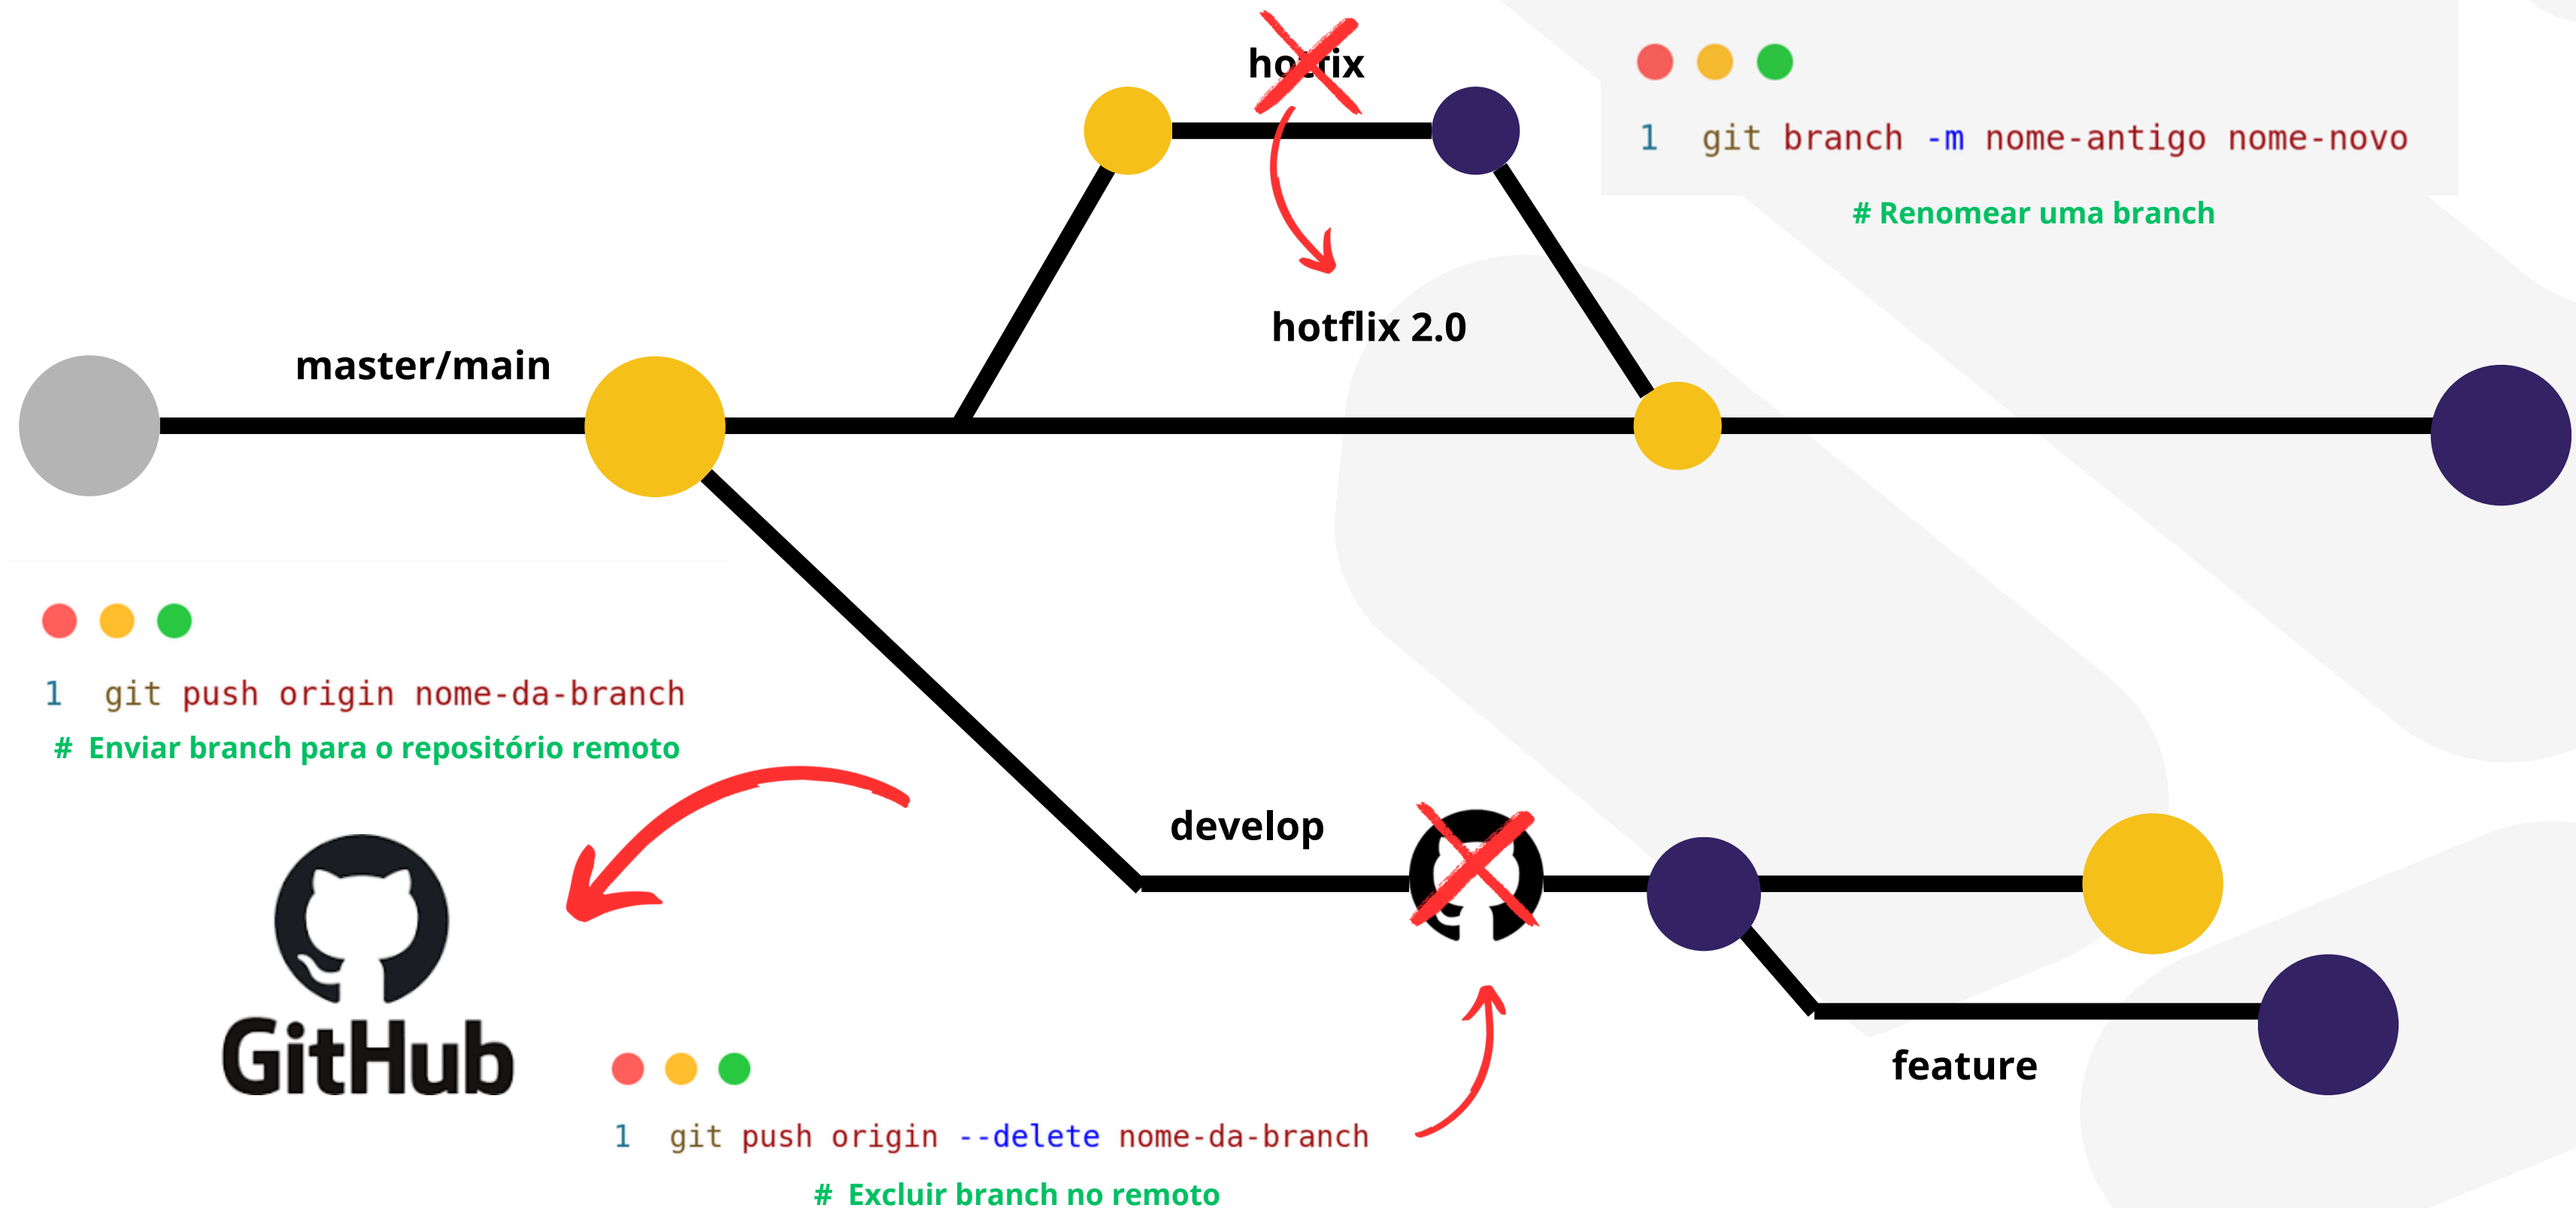 hotfix
1 git branch -m nome-antigo nome-novo
# Renomear uma branch
hotflix 2.0
master/main
1 git push origin nome-da-branch
# Enviar branch para o repositório remoto
develop
GitHub
feature
1 git push origin --delete nome-da-branch
# Excluir branch no remoto